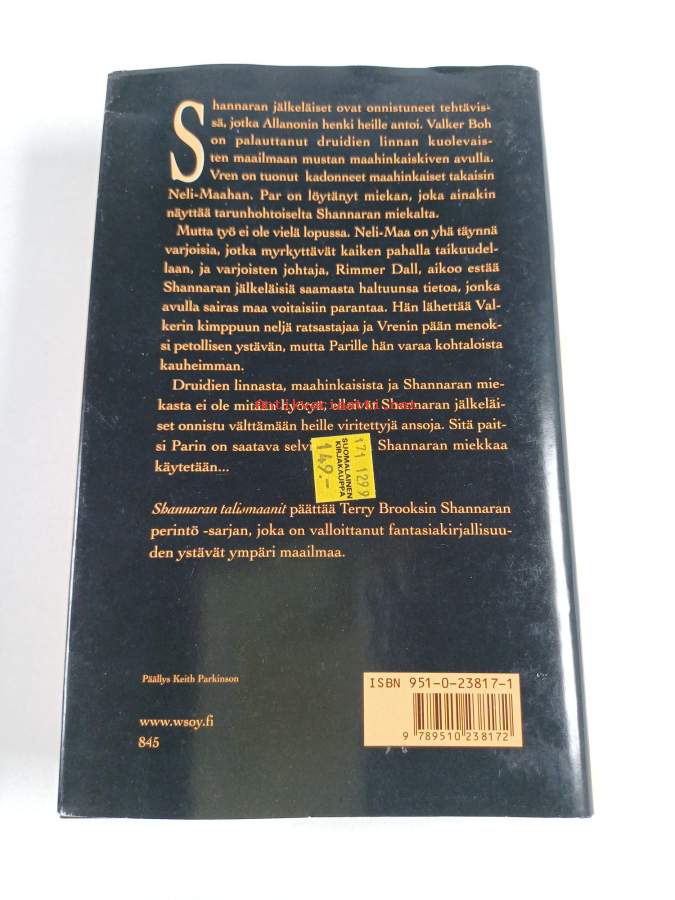 Shannaran jälkeläiset ovat onnistuneet tehtävis-
sä, jotka Allanonin henki heille antoi. Valker Boh
on palauttanut druidien linnan kuolevais-
ten maailmaan mustan maahinkaiskiven avulla.
Vren on tuonut kadonneet maahinkaiset takaisin
Neli-Maahan. Par on löytänyt miekan, joka ainakin
näyttää tarunhohtoiselta Shannaran miekalta.
Mutta työ ei ole vielä lopussa. Neli-Maa on yhä täynnä
varjoisia, jotka myrkyttävät kaiken pahalla taikuudel-
laan, ja varjoisten johtaja, Rimmer Dall, aikoo estää
Shannaran jälkeläisiä saamasta haltuunsa tietoa, jonka
avulla sairas maa voitaisiin parantaa. Hän lähettää Val-
kerin kimppuun neljä ratsastajaa ja Vrenin pään menok-
si petollisen ystävän, mutta Parille hän varaa kohtaloista
kauheimman.
Druidien linnasta, maahinkaisista ja Shannaran mie-
kasta ei ole mitään hyötyä, elleivät Shannaran jälkeläi-
set onnistu välttämään heille viritettyjä ansoja. Sitä pait-
si Parin on saatava selvi Shannaran miekkaa
käytetään...
171 1299
SUOMALAINEN
KIRJAKAUPPA
149.-
Shannaran talismaanit päättää Terry Brooksin Shannaran
perintö -sarjan, joka on valloittanut fantasiakirjallisuu-
den ystävät ympäri maailmaa.
Päällys Keith Parkinson
www.wsoy.fi
845
ISBN 951-0-23817-1
9 789510 238172